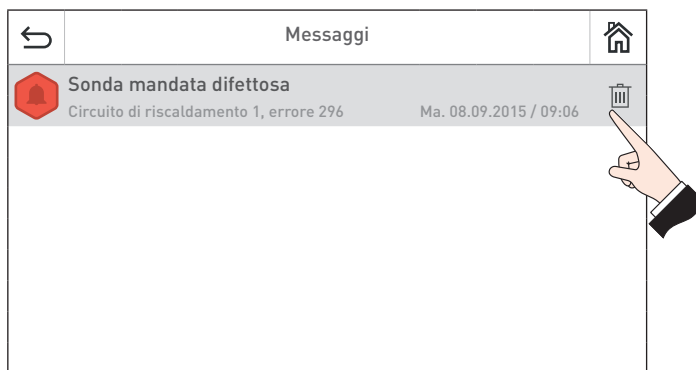 Messaggi
Sonda mandata difettosa
Circuito di riscaldamento 1, errore 296 Ma. 08.09.2015 / 09:06